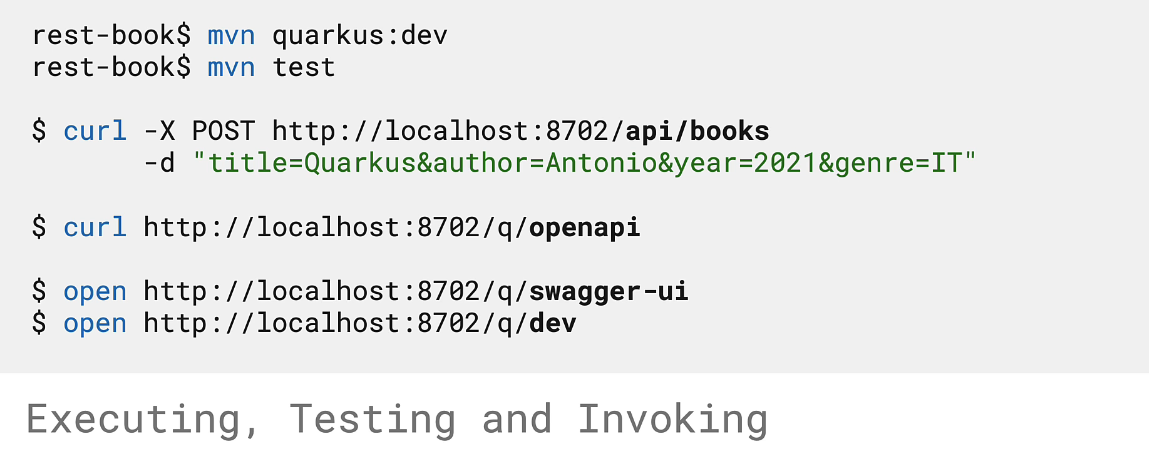 rest-book$ mvn quarkus:dev
rest-book$ mvn test
$ curl -X POST http://localhost:8702/api/books
-d "title=Quarkus&author=Antonio&year=2021&genre=IT"
$ curl http://localhost:8702/q/openapi
$ open http://localhost:8702/q/swagger-ui
$ open http://localhost:8702/q/dev
Executing, Testing and Invoking